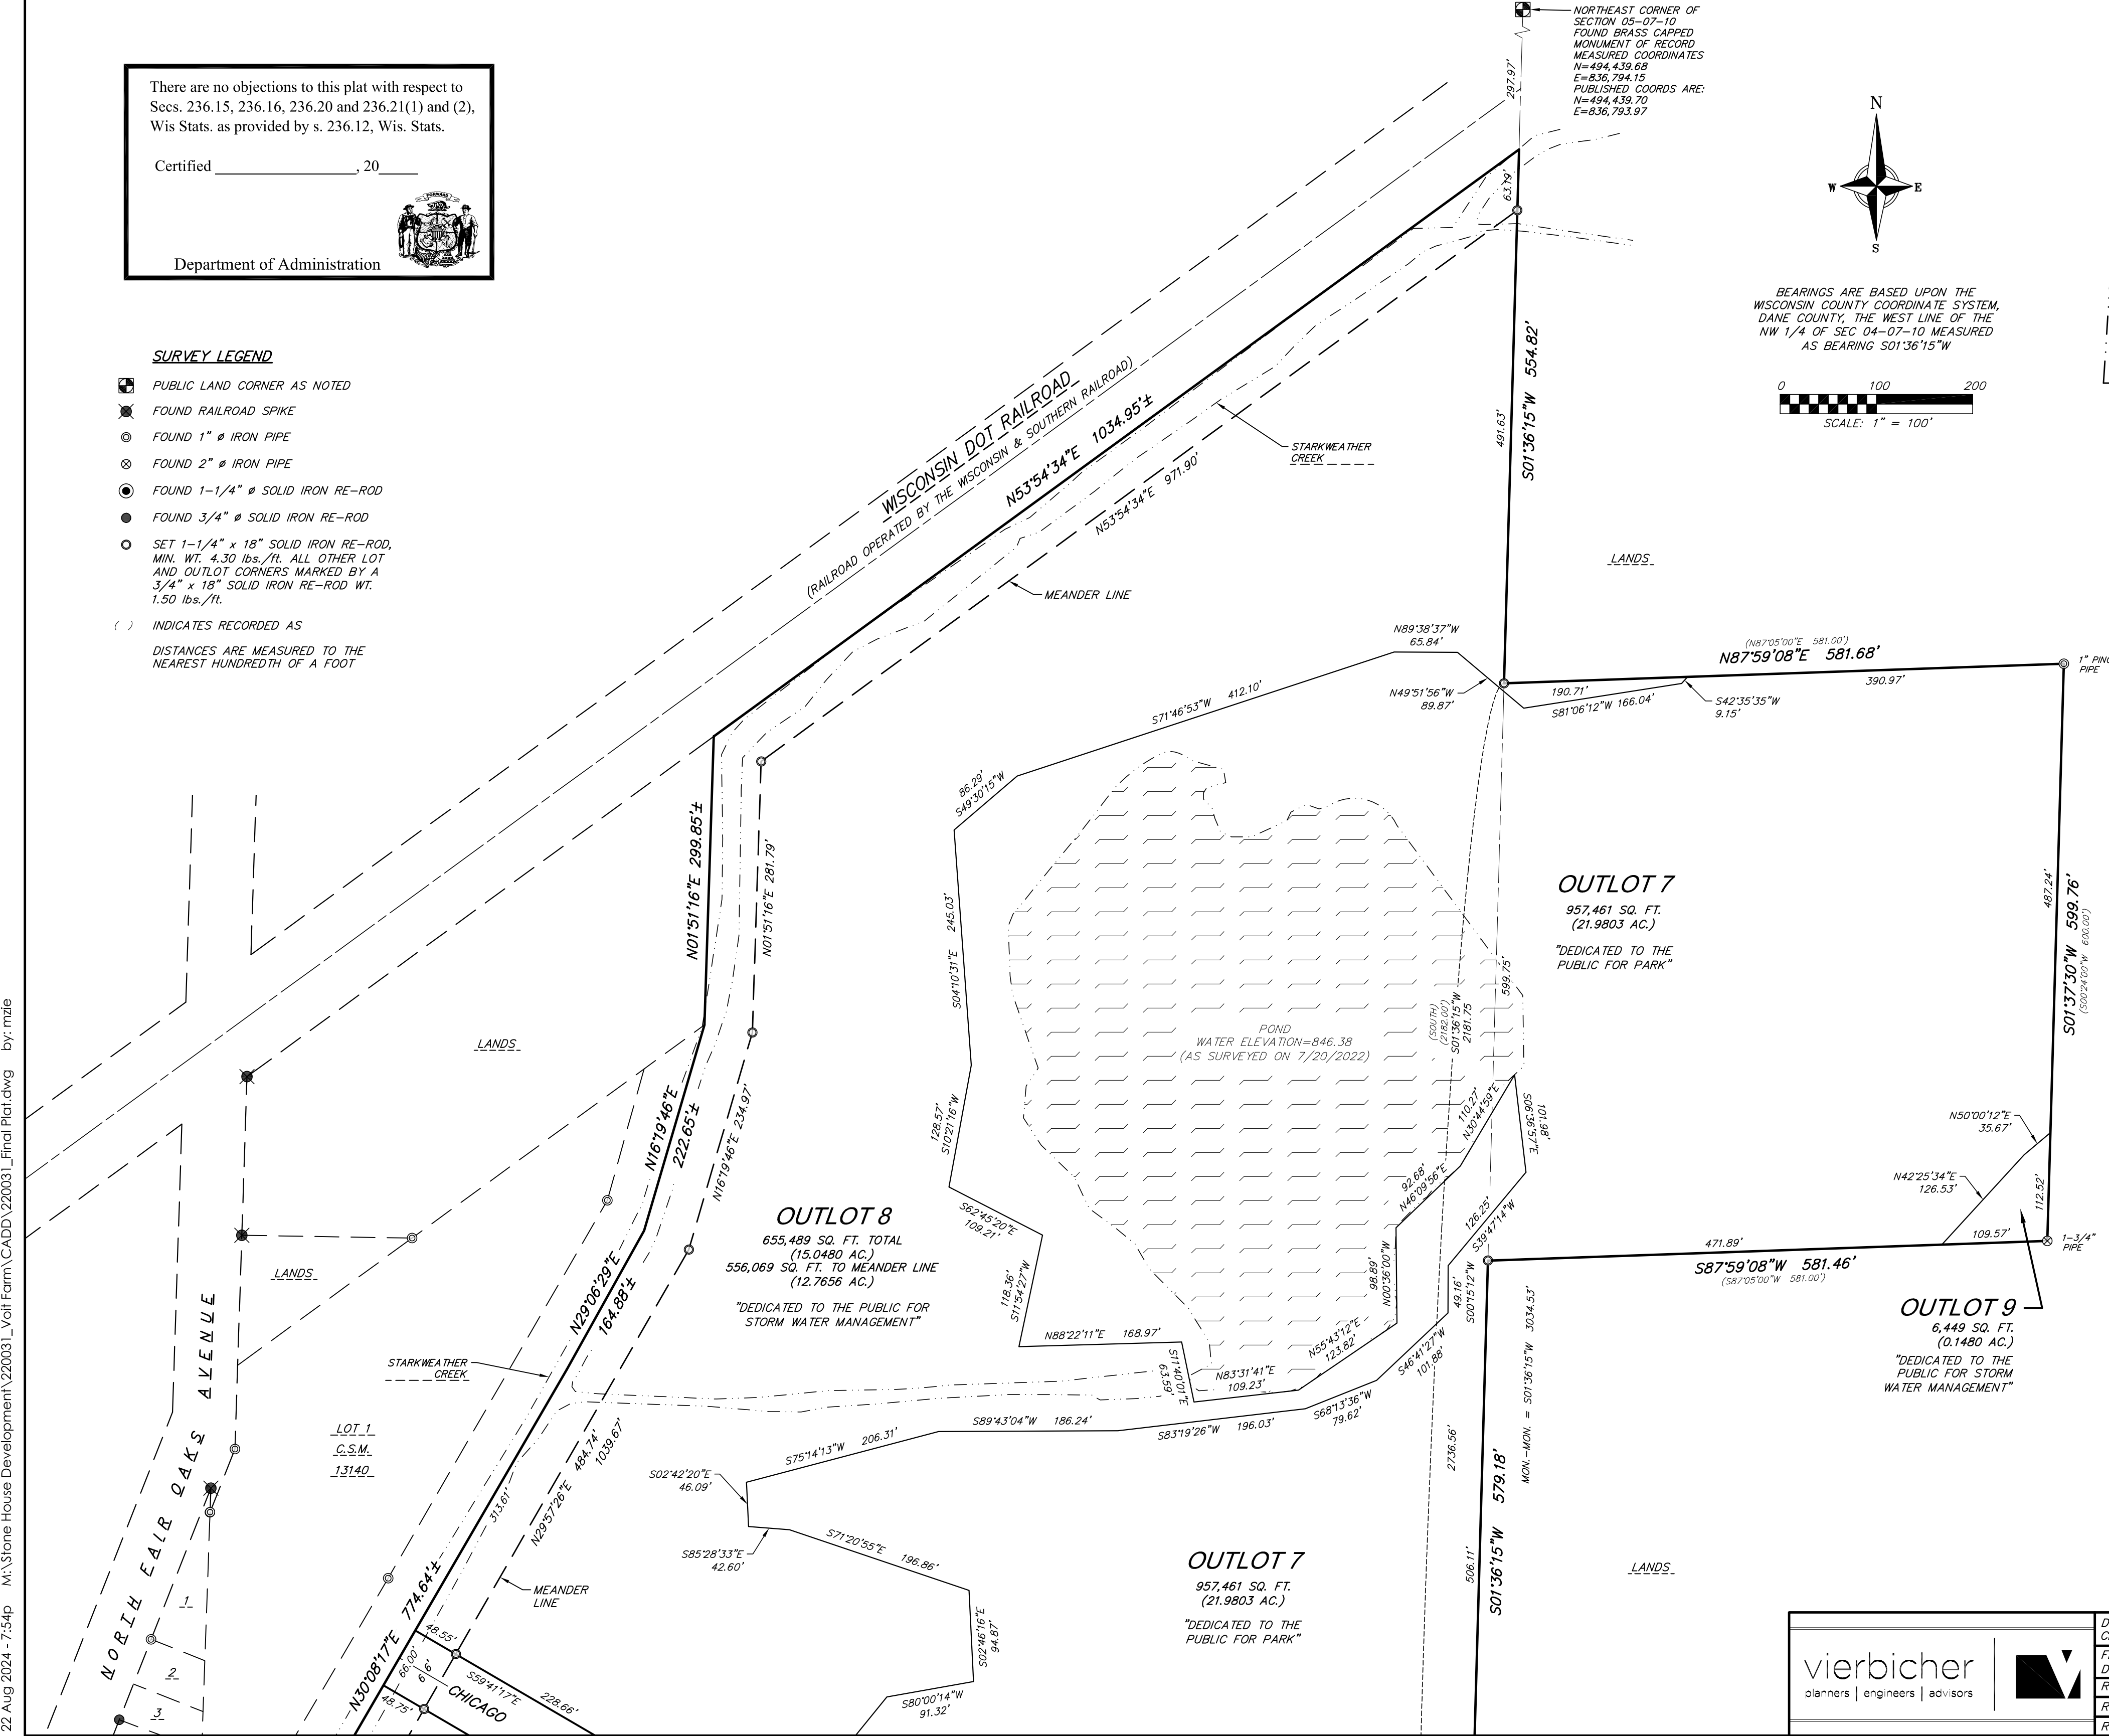 NORTHEAST CORNER OF
SECTION 05-07-10
FOUND BRASS CAPPED
MONUMENT OF RECORD
MEASURED COORDINATES
N=494,439.68
E=836,794.15
PUBLISHED COORDS ARE:
N=494,439.70
E=836,793.97
297.97'
There are no objections to this plat with respect to
Secs. 236.15, 236.16, 236.20 and 236.21(1) and (2),
Wis Stats. as provided by s. 236.12, Wis. Stats.
Certified __________________, 20_____
FORWARD
Department of Administration
N
W
E
S
BEARINGS ARE BASED UPON THE
WISCONSIN COUNTY COORDINATE SYSTEM,
DANE COUNTY, THE WEST LINE OF THE
NW 1/4 OF SEC 04-07-10 MEASURED
AS BEARING S01°36'15"W
0 100 200
SCALE: 1" = 100'
SURVEY LEGEND
PUBLIC LAND CORNER AS NOTED
FOUND RAILROAD SPIKE
FOUND 1" ø IRON PIPE
FOUND 2" ø IRON PIPE
FOUND 1-1/4" ø SOLID IRON RE-ROD
FOUND 3/4" ø SOLID IRON RE-ROD
SET 1-1/4" x 18" SOLID IRON RE-ROD,
MIN. WT. 4.30 lbs./ft. ALL OTHER LOT
AND OUTLOT CORNERS MARKED BY A
3/4" x 18" SOLID IRON RE-ROD WT.
1.50 lbs./ft.
( ) INDICATES RECORDED AS
DISTANCES ARE MEASURED TO THE
NEAREST HUNDREDTH OF A FOOT
63.19'
491.63'
S01°36'15"W 554.82'
WISCONSIN DOT RAILROAD
(RAILROAD OPERATED BY THE WISCONSIN & SOUTHERN RAILROAD)
N53°54'34"E 1034.95'±
N53°54'34"E 971.90'
STARKWEATHER
CREEK
MEANDER LINE
LANDS
N89°38'37"W
65.84'
N49°51'56"W
89.87'
S71°46'53"W 412.10'
86.29'
S49°30'15"W
(N87°05'00"E 581.00')
N87°59'08"E 581.68'
190.71'
390.97'
S81°06'12"W 166.04'
S42°35'35"W
9.15'
PIPE
N01°51'16"E 299.85'±
N01°51'16"E 281.79'
S04°10'31"E 245.03'
OUTLOT 7
957,461 SQ. FT.
(21.9803 AC.)
"DEDICATED TO THE
PUBLIC FOR PARK"
487.24'
S01°37'30"W 599.76'
(S00°24'00"W 600.00')
599.75'
(SOUTH)
(2182.00')
S01°36'15"W
2181.75
POND
WATER ELEVATION=846.38
(AS SURVEYED ON 7/20/2022)
LANDS
N16°19'46"E
222.65'±
N16°19'46"E 234.97'
128.57'
S10°21'16"W
110.27'
N30°44'59"E
101.98'
S06°36'57"E
92.68'
N46°09'56"E
126.25'
S39°47'14"W
N50°00'12"E
35.67'
N42°25'34"E
126.53'
112.52'
109.57'
471.89'
S87°59'08"W 581.46'
(S87°05'00"W 581.00')
1-3/4"
PIPE
OUTLOT 8
655,489 SQ. FT. TOTAL
(15.0480 AC.)
556,069 SQ. FT. TO MEANDER LINE
(12.7656 AC.)
"DEDICATED TO THE PUBLIC FOR
STORM WATER MANAGEMENT"
S62°45'20"E
109.21'
118.36'
S11°54'27"W
N88°22'11"E 168.97'
S11°40'01"E
63.59'
N83°31'41"E
109.23'
N55°43'12"E
123.82'
98.89'
N00°36'00"W
49.16'
S00°15'12"W
S46°41'27"W
101.88'
S68°13'36"W
79.62'
S83°19'26"W 196.03'
S89°43'04"W 186.24'
S75°14'13"W 206.31'
OUTLOT 9
6,449 SQ. FT.
(0.1480 AC.)
"DEDICATED TO THE
PUBLIC FOR STORM
WATER MANAGEMENT"
MON.-MON. = S01°36'15"W 3034.53'
2736.56'
506.11'
S01°36'15"W 579.18'
LANDS
N29°06'29"E
164.88'±
STARKWEATHER
CREEK
LOT 1
C.S.M.
13140
313.61'
N29°57'26"E 484.74'
1039.67'
S02°42'20"E
46.09'
S85°28'33"E
42.60'
S71°20'55"E 196.86'
S02°46'16"E
94.87'
S80°00'14"W
91.32'
OUTLOT 7
957,461 SQ. FT.
(21.9803 AC.)
"DEDICATED TO THE
PUBLIC FOR PARK"
LANDS
NORTH FAIR OAKS AVENUE
1
2
3
MEANDER
LINE
N30°08'17"E 774.64'±
48.55'
66.00'
48.75'
S59°41'17"E 228.66'
CHICAGO
vierbicher
planners | engineers | advisors
22 Aug 2024 - 7:54p M:\Stone House Development\220031_Voit Farm\CADD\220031_Final Plat.dwg by: mzie